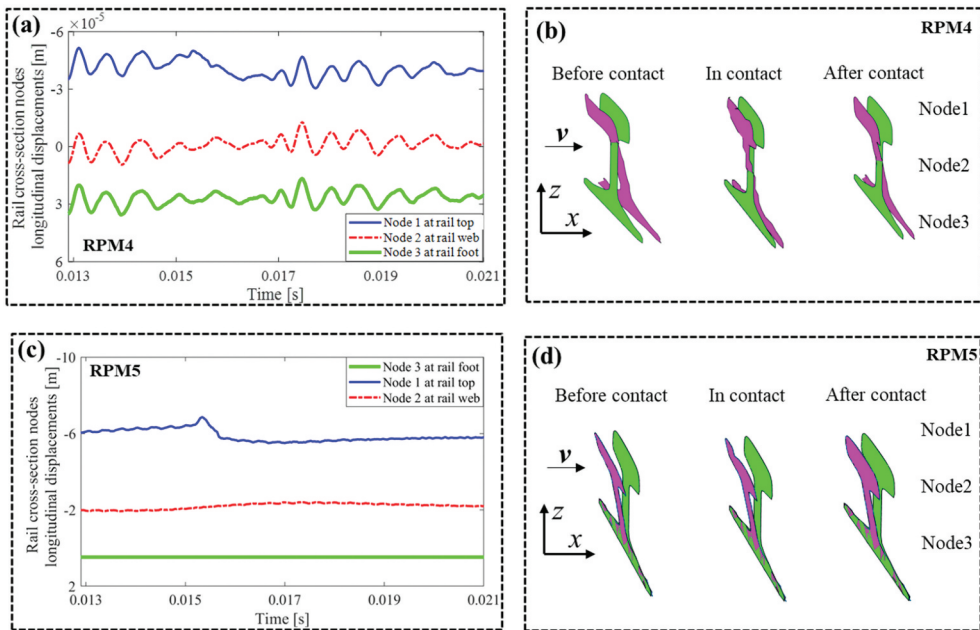 (a)
×10⁻⁵
-6
-3
0
3
6
Rail cross-section nodes
longitudinal displacements [m]
RPM4
Node 1 at rail top
Node 2 at rail web
Node 3 at rail foot
0.013
0.015
0.017
0.019
0.021
Time [s]
(b)
RPM4
Before contact
In contact
After contact
v
z
x
Node1
Node2
Node3
(c)
-10
-6
-2
2
Rail cross-section nodes
longitudinal displacements [m]
RPM5
Node 3 at rail foot
Node 1 at rail top
Node 2 at rail web
0.013
0.015
0.017
0.019
0.021
Time [s]
(d)
RPM5
Before contact
In contact
After contact
v
z
x
Node1
Node2
Node3